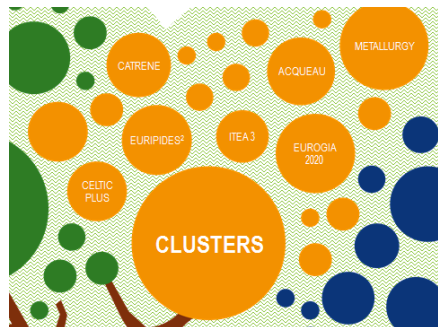 METALLURGY
CATRENE
ACQUEAU
EURIPIDES²
ITEA 3
EUROGIA
2020
CELTIC
PLUS
CLUSTERS